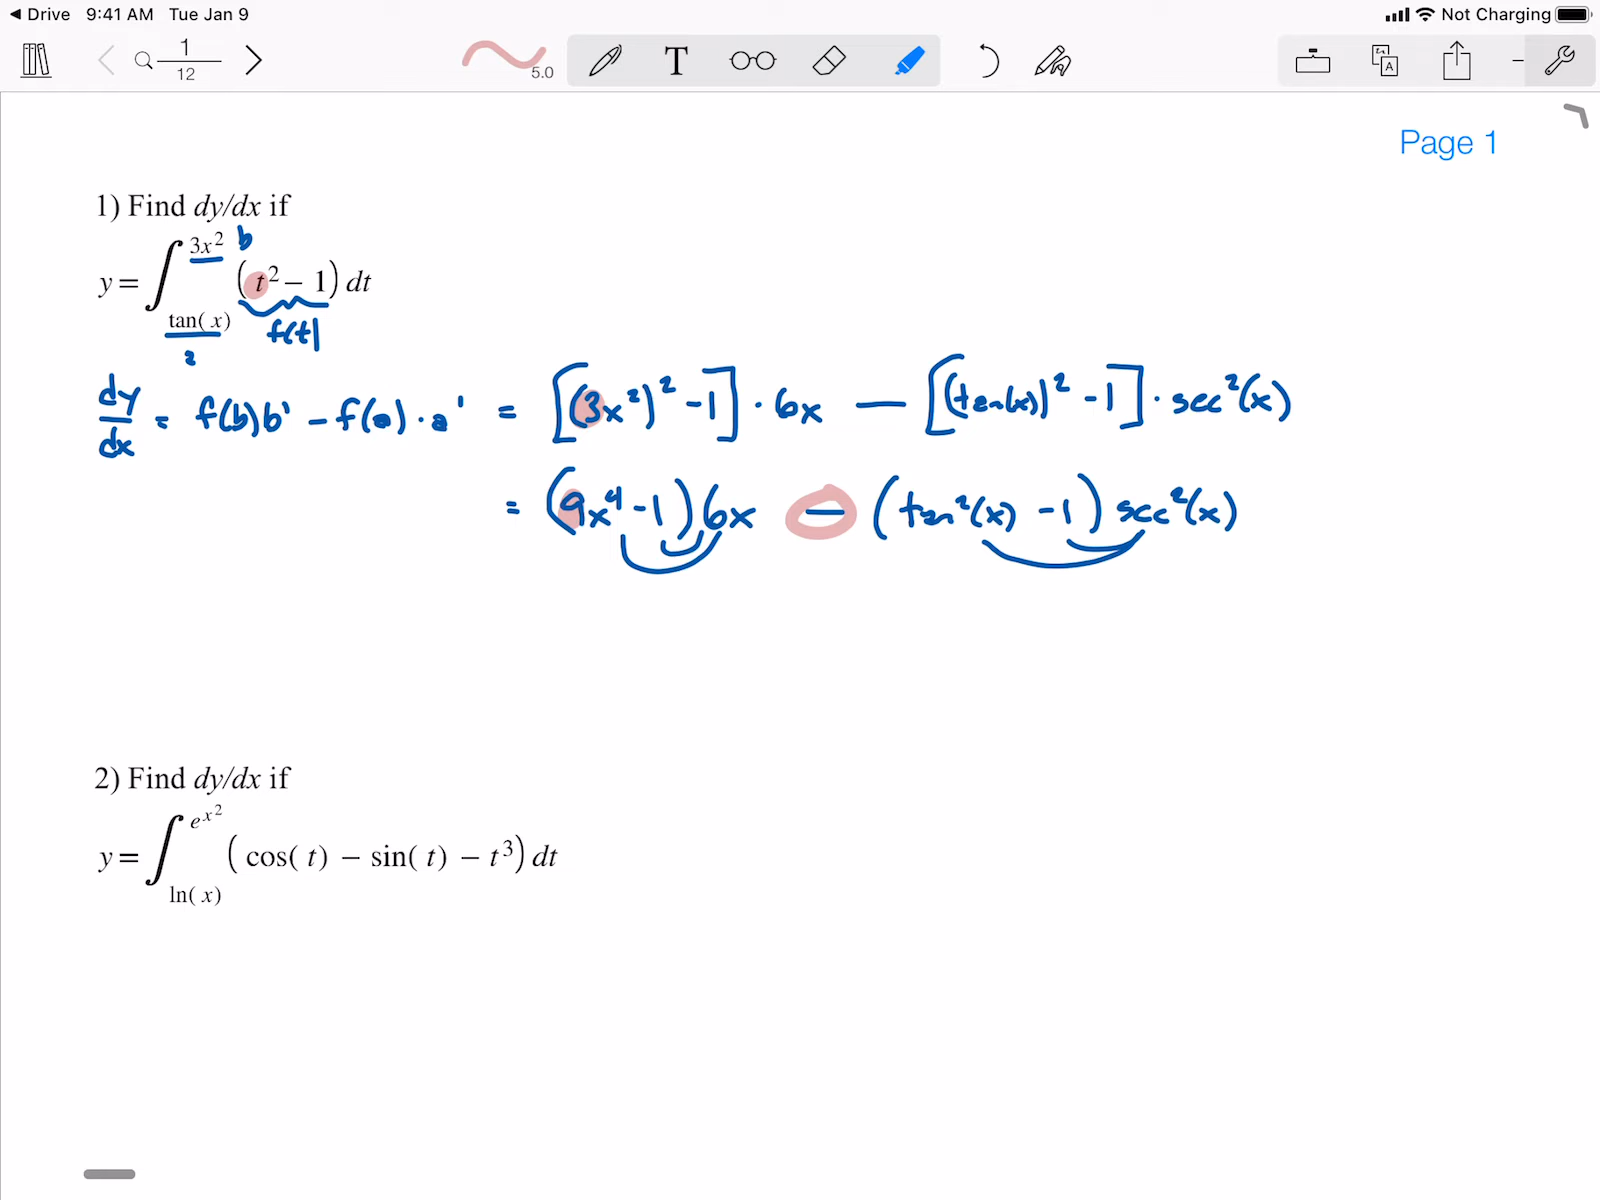 ◀ Drive 9:41 AM Tue Jan 9 Not Charging
1/12 5.0 T A
Page 1
1) Find dy/dx if
y = ∫_{tan(x)}^{3x²} (t² – 1) dt
b
a f(t)
dy/dx = f(b)b' – f(a)·a' = [(3x²)² – 1]·6x — [(tan(x))² – 1]·sec²(x)
= (9x⁴ – 1)6x – (tan²(x) – 1) sec²(x)
2) Find dy/dx if
y = ∫_{ln(x)}^{e^{x²}} (cos(t) – sin(t) – t³) dt